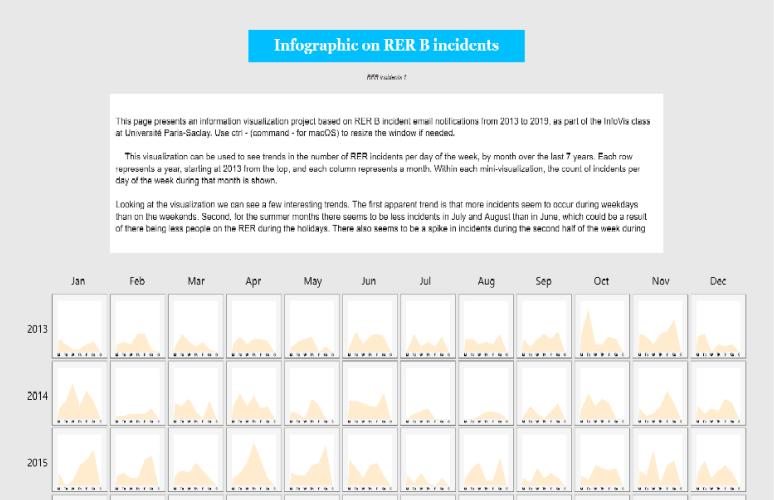 Infographic on RER B incidents
RER incidents 1
This page presents an information visualization project based on RER B incident email notifications from 2013 to 2019, as part of the InfoVis class
at Université Paris-Saclay. Use ctrl - (command - for macOS) to resize the window if needed.
This visualization can be used to see trends in the number of RER incidents per day of the week, by month over the last 7 years. Each row
represents a year, starting at 2013 from the top, and each column represents a month. Within each mini-visualization, the count of incidents per
day of the week during that month is shown.
Looking at the visualization we can see a few interesting trends. The first apparent trend is that more incidents seem to occur during weekdays
than on the weekends. Second, for the summer months there seems to be less incidents in July and August than in June, which could be a result
of there being less people on the RER during the holidays. There also seems to be a spike in incidents during the second half of the week during
Jan Feb Mar Apr May Jun Jul Aug Sep Oct Nov Dec
2013
2014
2015